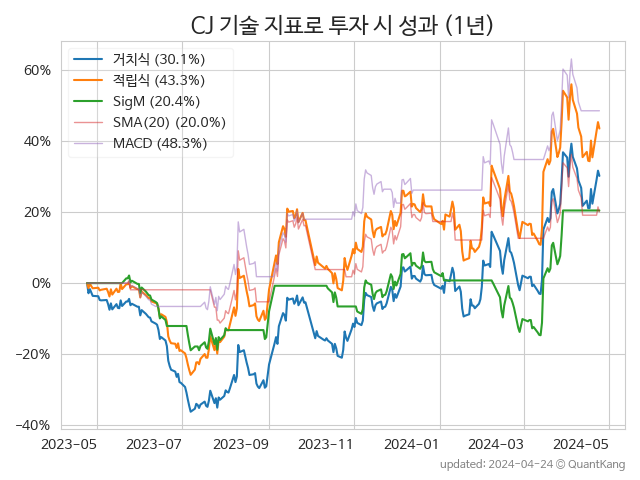 CJ 기술 지표로 투자 시 성과 (1년)
거치식 (30.1%)
적립식 (43.3%)
SigM (20.4%)
SMA(20) (20.0%)
MACD (48.3%)
60%
40%
20%
0%
−20%
−40%
2023−05 2023−07 2023−09 2023−11 2024−01 2024−03 2024−05
updated: 2024−04−24 © QuantKang